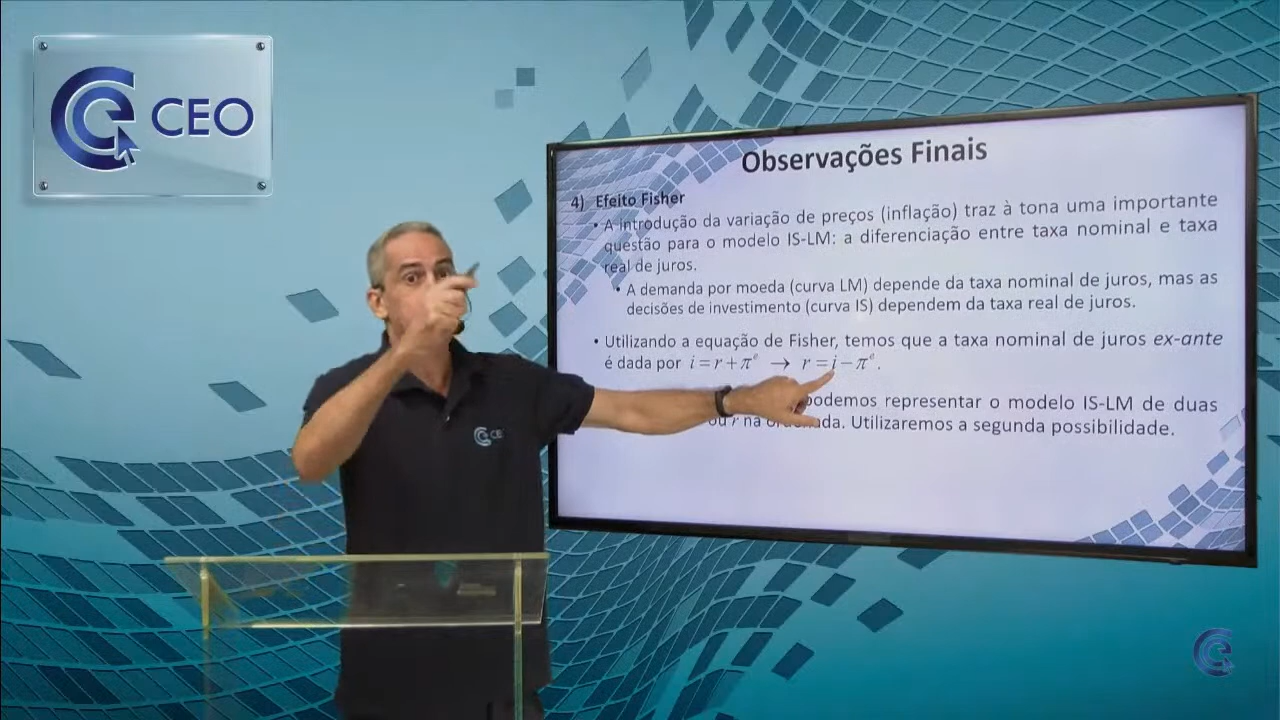 CEO
Observações Finais
4) Efeito Fisher
• A introdução da variação de preços (inflação) traz à tona uma importante
questão para o modelo IS-LM: a diferenciação entre taxa nominal e taxa
real de juros.
• A demanda por moeda (curva LM) depende da taxa nominal de juros, mas as
decisões de investimento (curva IS) dependem da taxa real de juros.
• Utilizando a equação de Fisher, temos que a taxa nominal de juros ex-ante
é dada por i = r + πᵉ → r = i − πᵉ.
podemos representar o modelo IS-LM de duas
ou r na ordenada. Utilizaremos a segunda possibilidade.
CE